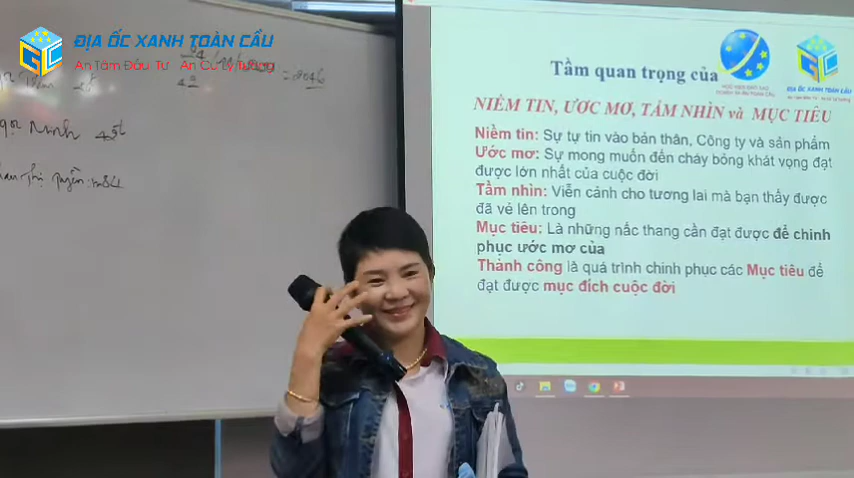 ĐỊA ỐC XANH TOÀN CẦU
An Tâm Đầu Tư - An Cư Lý Tưởng
= 2046
42
Ninh 45t
Tầm quan trọng của
NIỀM TIN, ƯỚC MƠ, TẦM NHÌN và MỤC TIÊU
Niềm tin: Sự tự tin vào bản thân, Công ty và sản phẩm
Ước mơ: Sự mong muốn đến cháy bỏng khát vọng đạt
được lớn nhất của cuộc đời
Tầm nhìn: Viễn cảnh cho tương lai mà bạn thấy được
đã vẻ lên trong
Mục tiêu: Là những nấc thang cần đạt được để chinh
phục ước mơ của
Thành công là quá trình chinh phục các Mục tiêu để
đạt được mục đích cuộc đời
ĐỊA ỐC XANH TOÀN CẦU